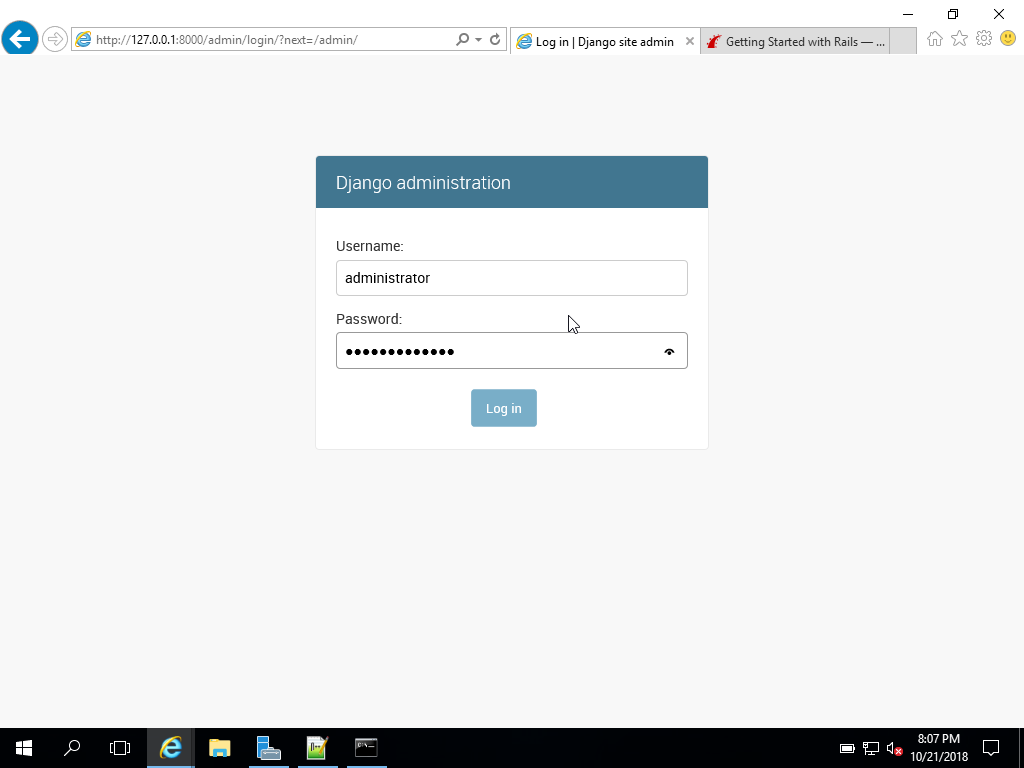 http://127.0.0.1:8000/admin/login/?next=/admin/
Log in | Django site admin
Getting Started with Rails — ...
Django administration
Username:
administrator
Password:
•••••••••••••
Log in
8:07 PM
10/21/2018